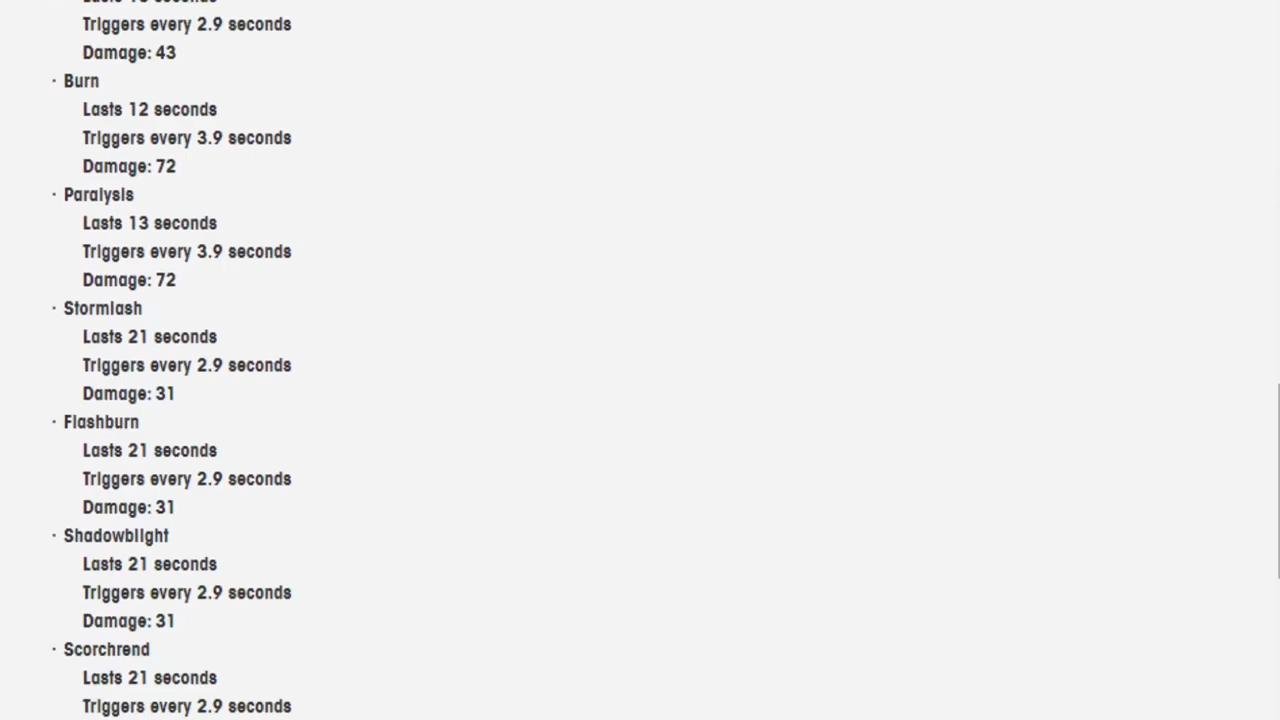 Triggers every 2.9 seconds
Damage: 43
· Burn
Lasts 12 seconds
Triggers every 3.9 seconds
Damage: 72
· Paralysis
Lasts 13 seconds
Triggers every 3.9 seconds
Damage: 72
· Stormlash
Lasts 21 seconds
Triggers every 2.9 seconds
Damage: 31
· Flashburn
Lasts 21 seconds
Triggers every 2.9 seconds
Damage: 31
· Shadowblight
Lasts 21 seconds
Triggers every 2.9 seconds
Damage: 31
· Scorchrend
Lasts 21 seconds
Triggers every 2.9 seconds